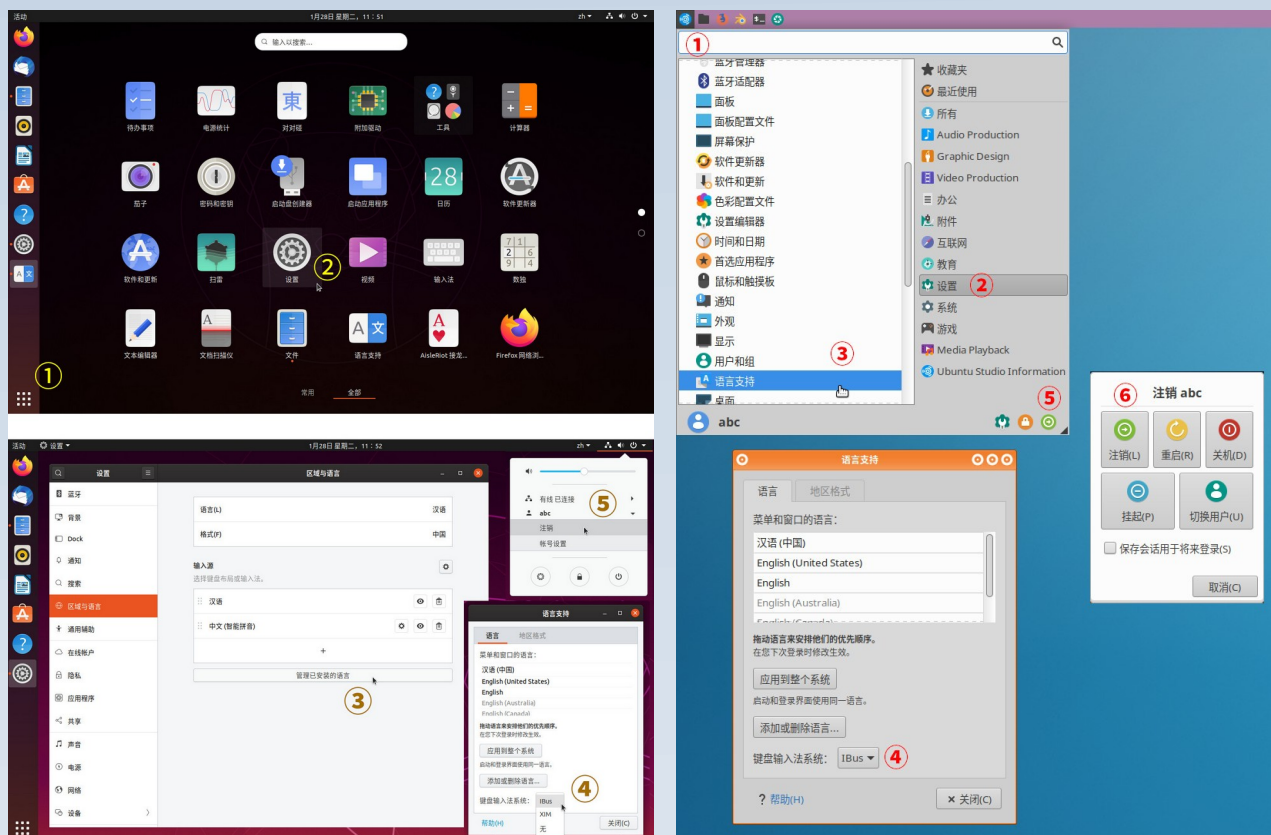 活动
1月28日 星期二，11：51
zh
输入以搜索...
待办事项
电源统计
对对碰
附加驱动
工具
计算器
茄子
密码和密钥
启动盘创建器
启动应用程序
28
日历
软件更新器
软件和更新
扫雷
设置
②
视频
输入法
数独
文本编辑器
文档扫描仪
文件
语言支持
AisleRiot 接龙...
Firefox 网络浏...
①
常用
全部
活动
设置
1月28日 星期二，11：52
zh
设置
区域与语言
蓝牙
背景
Dock
通知
搜索
区域与语言
通用辅助
在线帐户
隐私
应用程序
共享
声音
电源
网络
设备
语言(L)
汉语
格式(F)
中国
输入源
选择键盘布局或输入法。
汉语
中文 (智能拼音)
+
管理已安装的语言
③
有线 已连接
⑤
abc
注销
帐号设置
语言支持
语言
地区格式
菜单和窗口的语言：
汉语 (中国)
English (United States)
English
English (Australia)
English (Canada)
拖动语言来安排他们的优先顺序。
在您下次登录时修改生效。
应用到整个系统
启动和登录界面使用同一语言。
添加或删除语言...
④
键盘输入法系统：
IBus
XIM
无
帮助(H)
关闭(C)
①
蓝牙管理器
蓝牙适配器
面板
面板配置文件
屏幕保护
软件更新器
软件和更新
色彩配置文件
设置编辑器
时间和日期
首选应用程序
鼠标和触摸板
通知
外观
显示
用户和组
③
语言支持
桌面
收藏夹
最近使用
所有
Audio Production
Graphic Design
Video Production
办公
附件
互联网
教育
设置
②
系统
游戏
Media Playback
Ubuntu Studio Information
abc
⑤
⑥
注销 abc
注销(L)
重启(R)
关机(D)
挂起(P)
切换用户(U)
保存会话用于将来登录(S)
取消(C)
语言支持
语言
地区格式
菜单和窗口的语言：
汉语 (中国)
English (United States)
English
English (Australia)
English (Canada)
拖动语言来安排他们的优先顺序。
在您下次登录时修改生效。
应用到整个系统
启动和登录界面使用同一语言。
添加或删除语言...
键盘输入法系统：
IBus
④
? 帮助(H)
× 关闭(C)